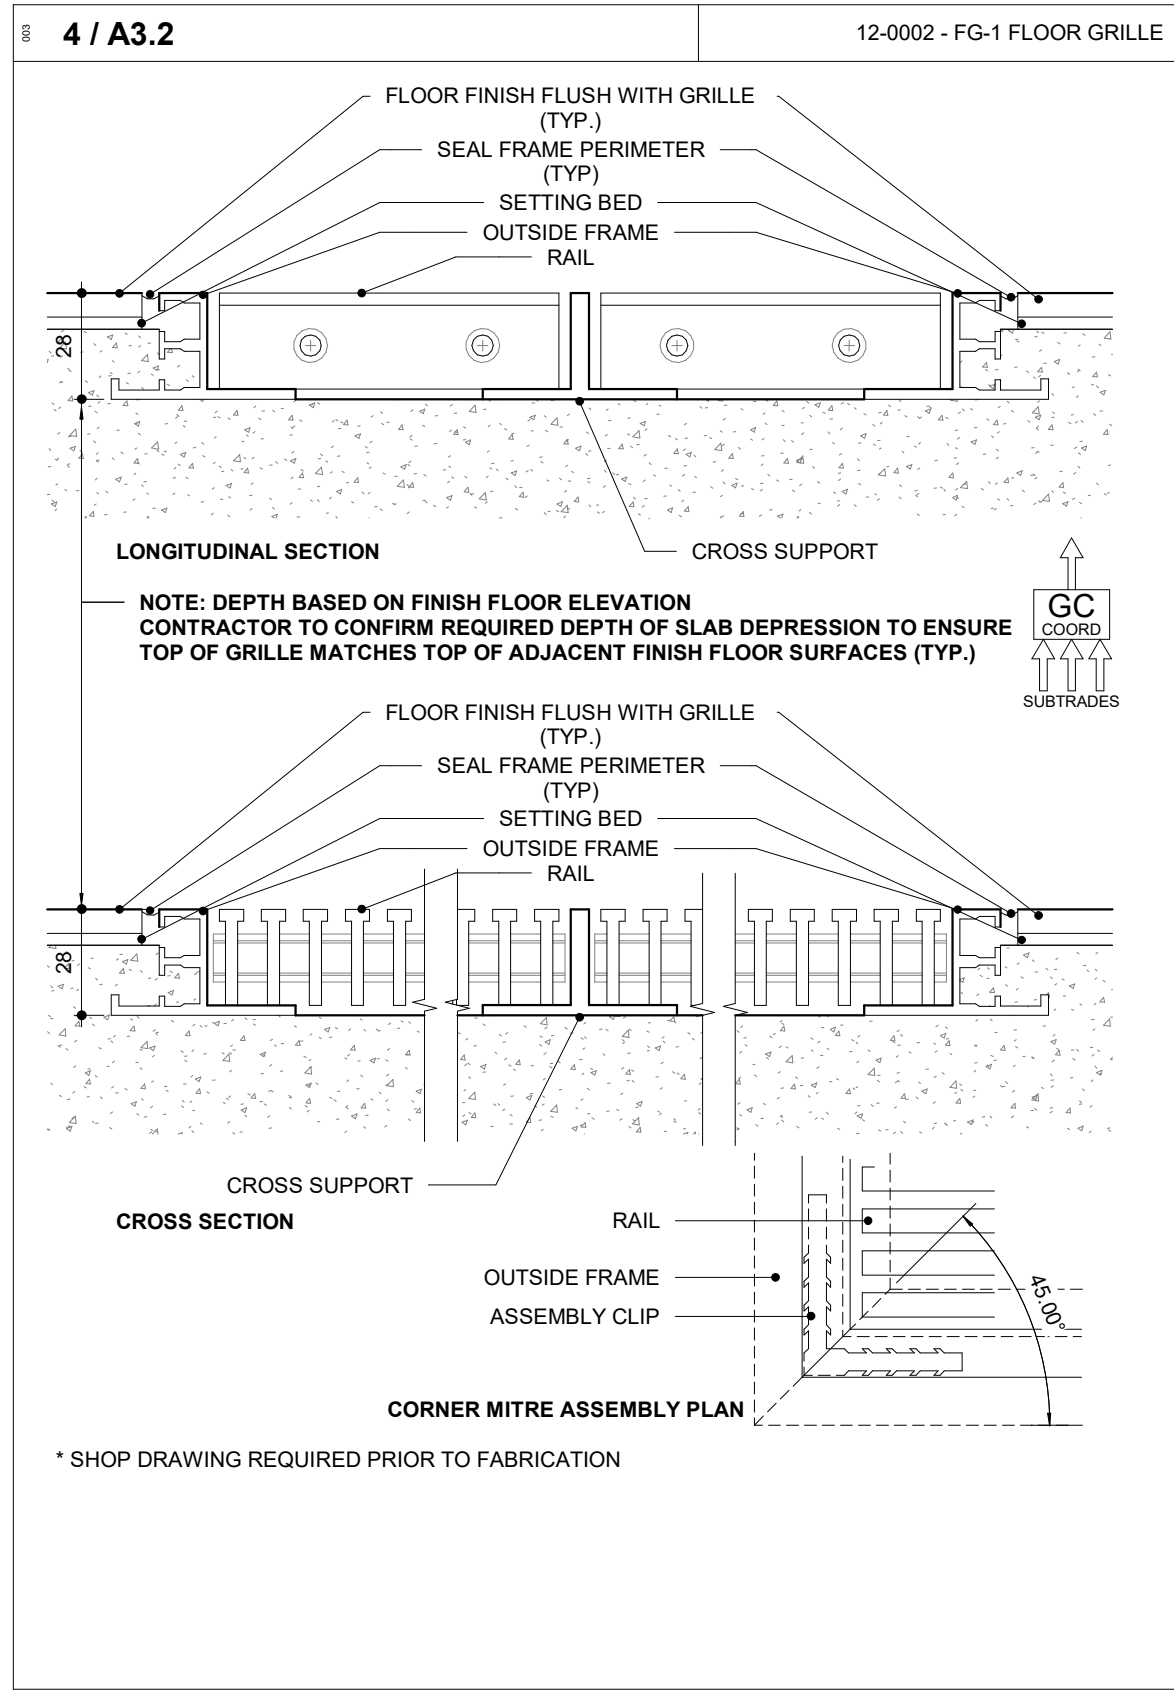 003
4 / A3.2
12-0002 - FG-1 FLOOR GRILLE
FLOOR FINISH FLUSH WITH GRILLE
(TYP.)
SEAL FRAME PERIMETER
(TYP)
SETTING BED
OUTSIDE FRAME
RAIL
28
LONGITUDINAL SECTION
CROSS SUPPORT
NOTE: DEPTH BASED ON FINISH FLOOR ELEVATION
CONTRACTOR TO CONFIRM REQUIRED DEPTH OF SLAB DEPRESSION TO ENSURE
TOP OF GRILLE MATCHES TOP OF ADJACENT FINISH FLOOR SURFACES (TYP.)
GC
COORD
SUBTRADES
FLOOR FINISH FLUSH WITH GRILLE
(TYP.)
SEAL FRAME PERIMETER
(TYP)
SETTING BED
OUTSIDE FRAME
RAIL
28
CROSS SUPPORT
CROSS SECTION
RAIL
OUTSIDE FRAME
ASSEMBLY CLIP
45.00°
CORNER MITRE ASSEMBLY PLAN
* SHOP DRAWING REQUIRED PRIOR TO FABRICATION